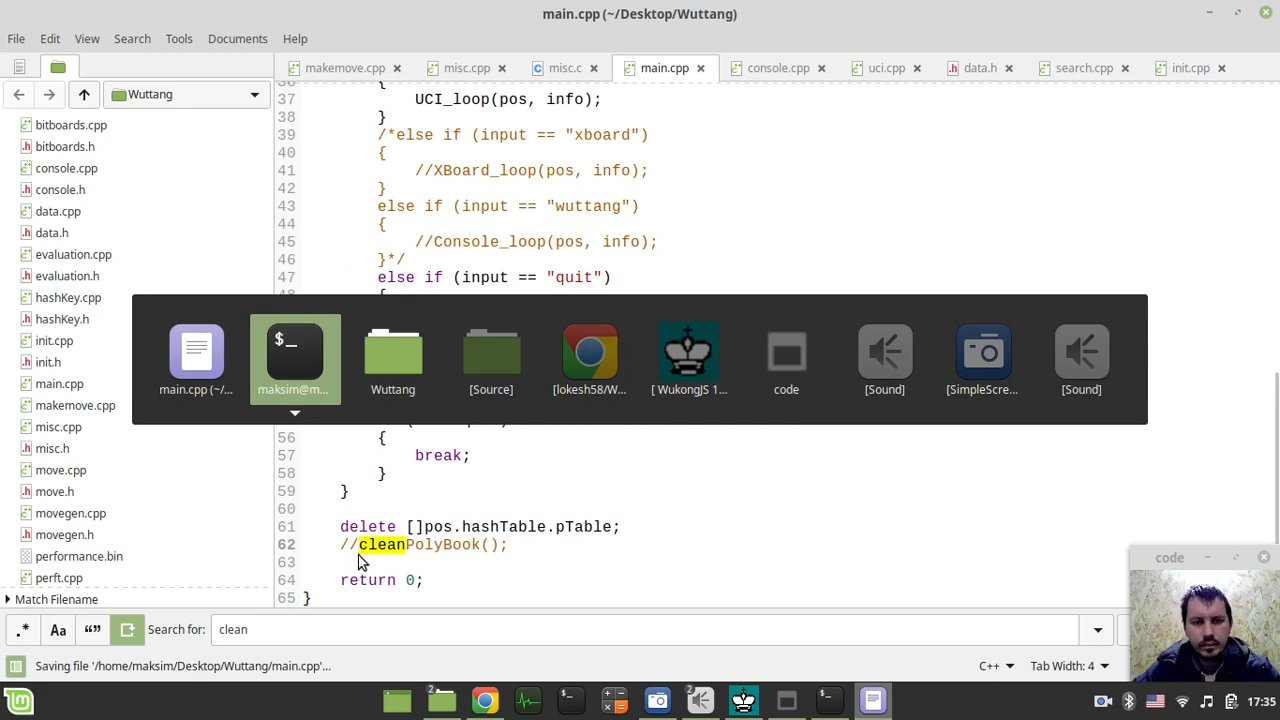 main.cpp (~/Desktop/Wuttang)
File Edit View Search Tools Documents Help
makemove.cpp misc.cpp misc.c main.cpp console.cpp uci.cpp data.h search.cpp init.cpp
Wuttang
bitboards.cpp
bitboards.h
console.cpp
console.h
data.cpp
data.h
evaluation.cpp
evaluation.h
hashKey.cpp
hashKey.h
init.cpp
init.h
main.cpp
makemove.cpp
misc.cpp
misc.h
move.cpp
move.h
movegen.cpp
movegen.h
performance.bin
perft.cpp
Match Filename
36 {
37 UCI_loop(pos, info);
38 }
39 /*else if (input == "xboard")
40 {
41 //XBoard_loop(pos, info);
42 }
43 else if (input == "wuttang")
44 {
45 //Console_loop(pos, info);
46 }*/
47 else if (input == "quit")
48 {
main.cpp (~/... maksim@m... Wuttang [Source] [lokesh58/W... [ WukongJS 1... code [Sound] [SimpleScre... [Sound]
56 {
57 break;
58 }
59 }
60
61 delete []pos.hashTable.pTable;
62 //cleanPolyBook();
63
64 return 0;
65 }
code
.* Aa “” Search for: clean
Saving file '/home/maksim/Desktop/Wuttang/main.cpp'...
C++ Tab Width: 4
2 2 17:35